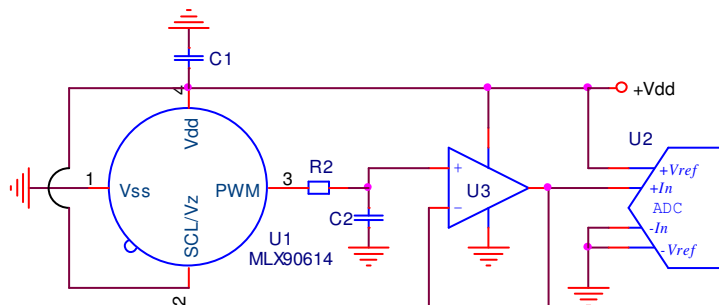 C1
4
+Vdd
Vdd
U2
R2
1
Vss
PWM
3
+
U3
+Vref
+In
ADC
-In
-Vref
C2
−
SCL/Vz
U1
MLX90614
2